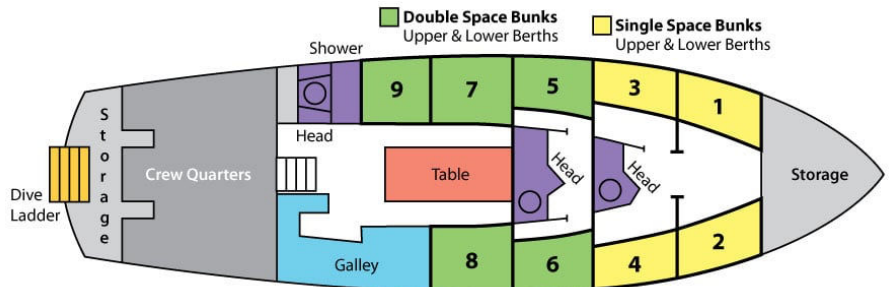 Double Space Bunks
Upper & Lower Berths
Single Space Bunks
Upper & Lower Berths
Shower
9
7
5
3
1
Storage
Head
Head
Head
Crew Quarters
Table
Storage
Dive
Ladder
Galley
8
6
4
2